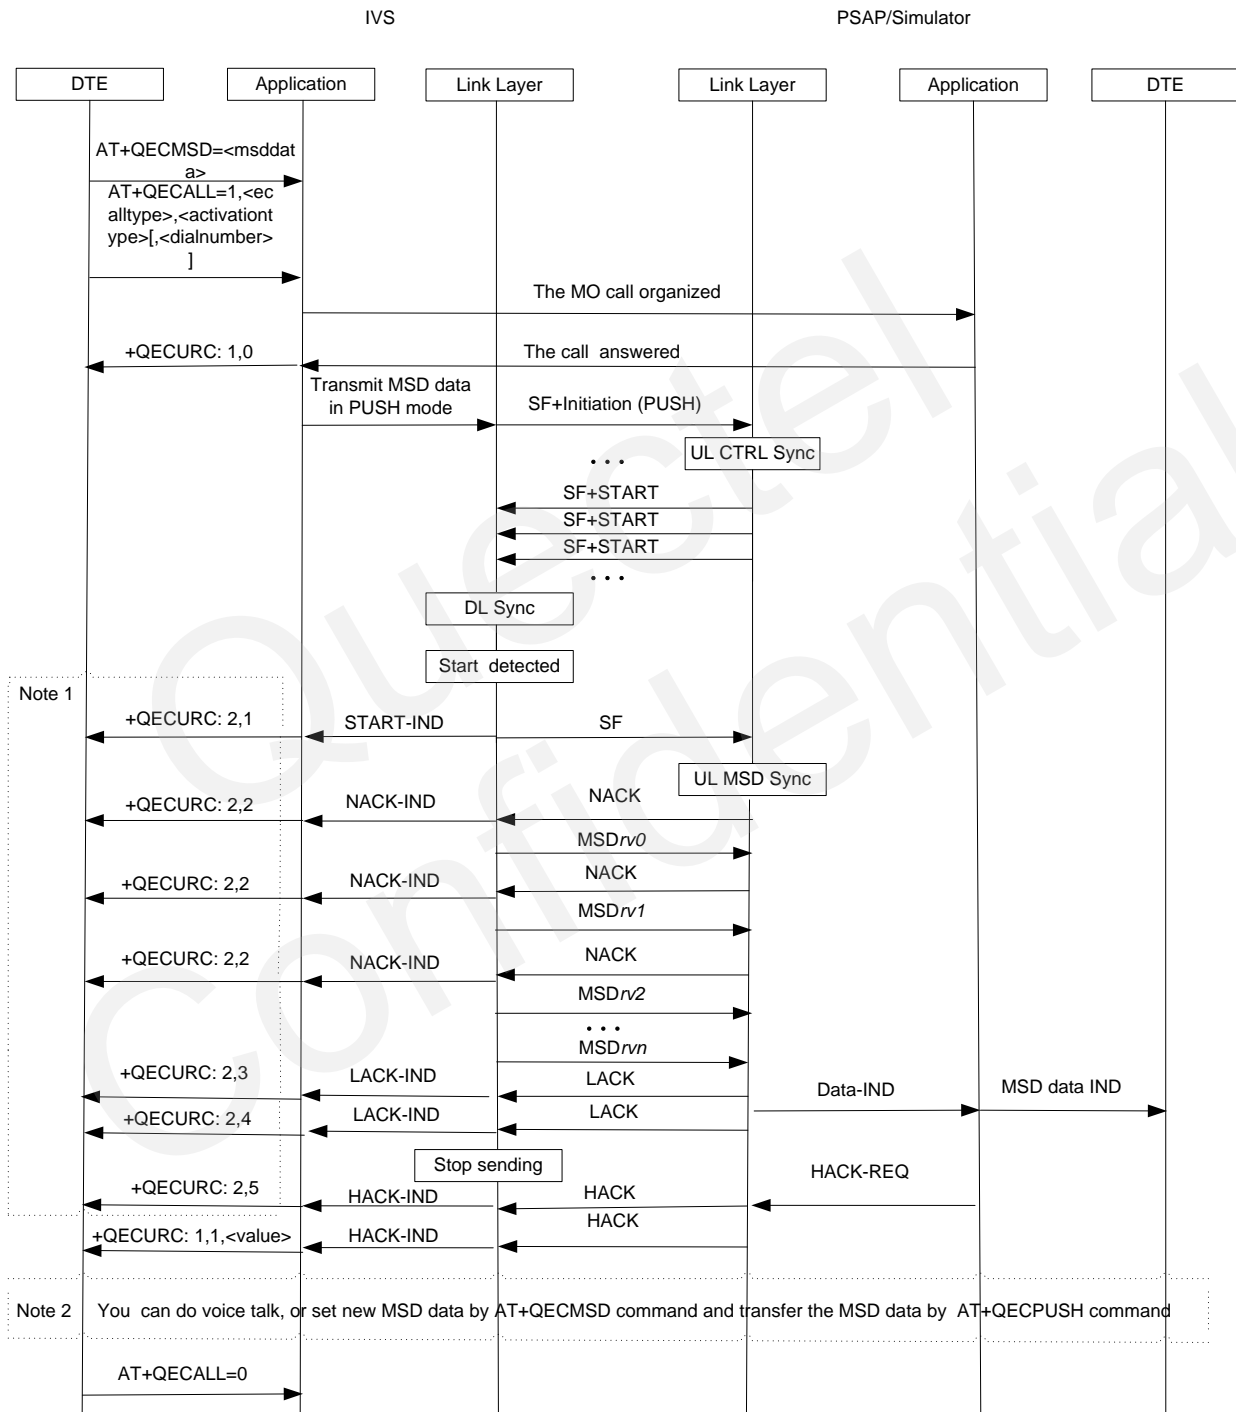 IVS
PSAP/Simulator
DTE
Application
Link Layer
Link Layer
Application
DTE
AT+QECMSD=<msddat
a>
AT+QECALL=1,<ec
alltype>,<activationt
ype>[,<dialnumber>
]
The MO call organized
+QECURC: 1,0
The call answered
Transmit MSD data
in PUSH mode
SF+Initiation (PUSH)
UL CTRL Sync
...
SF+START
SF+START
SF+START
...
DL Sync
Start detected
Note 1
+QECURC: 2,1
START-IND
SF
UL MSD Sync
+QECURC: 2,2
NACK-IND
NACK
MSDrv0
+QECURC: 2,2
NACK-IND
NACK
MSDrv1
+QECURC: 2,2
NACK-IND
NACK
MSDrv2
...
MSDrvn
+QECURC: 2,3
LACK-IND
LACK
Data-IND
MSD data IND
+QECURC: 2,4
LACK-IND
LACK
Stop sending
HACK-REQ
+QECURC: 2,5
HACK-IND
HACK
+QECURC: 1,1,<value>
HACK-IND
HACK
Note 2
You can do voice talk, or set new MSD data by AT+QECMSD command and transfer the MSD data by AT+QECPUSH command
AT+QECALL=0
Quectel
Confidential